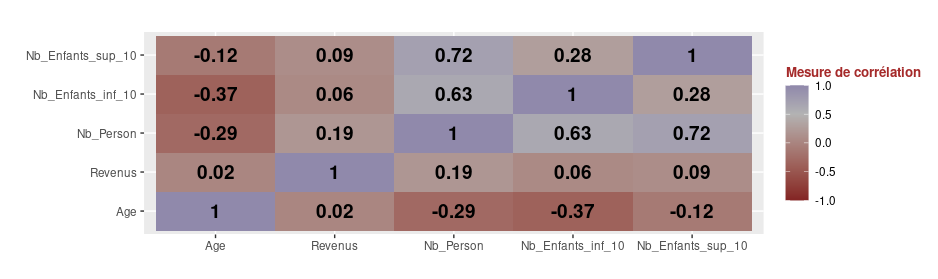 Nb_Enfants_sup_10 -0.12 0.09 0.72 0.28 1
Nb_Enfants_inf_10 -0.37 0.06 0.63 1 0.28
Nb_Person -0.29 0.19 1 0.63 0.72
Revenus 0.02 1 0.19 0.06 0.09
Age 1 0.02 -0.29 -0.37 -0.12
Age Revenus Nb_Person Nb_Enfants_inf_10 Nb_Enfants_sup_10
Mesure de corrélation
1.0
0.5
0.0
-0.5
-1.0